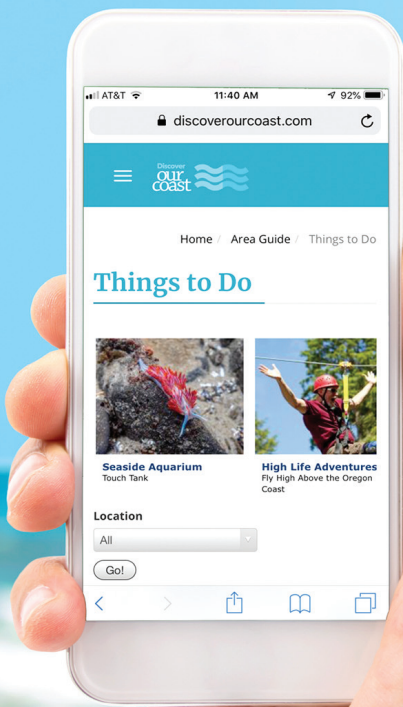 AT&T 11:40 AM 92%
discoverourcoast.com
Discover
our
coast
Home / Area Guide / Things to Do
Things to Do
Seaside Aquarium
Touch Tank
High Life Adventures
Fly High Above the Oregon
Coast
Location
All
Go!